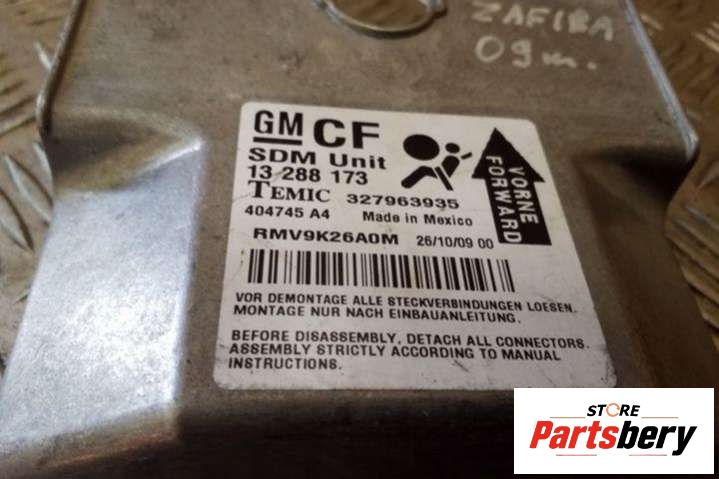 ZAFIRA
09m.
GM CF
SDM Unit
13 288 173
TEMIC 327963935
404745 A4 Made in Mexico
RMV9K26A0M 26/10/09 00
VORNE
FORWARD
VOR DEMONTAGE ALLE STECKVERBINDUNGEN LOESEN.
MONTAGE NUR NACH EINBAUANLEITUNG.
BEFORE DISASSEMBLY, DETACH ALL CONNECTORS.
ASSEMBLY STRICTLY ACCORDING TO MANUAL
INSTRUCTIONS.
STORE
Partsbery